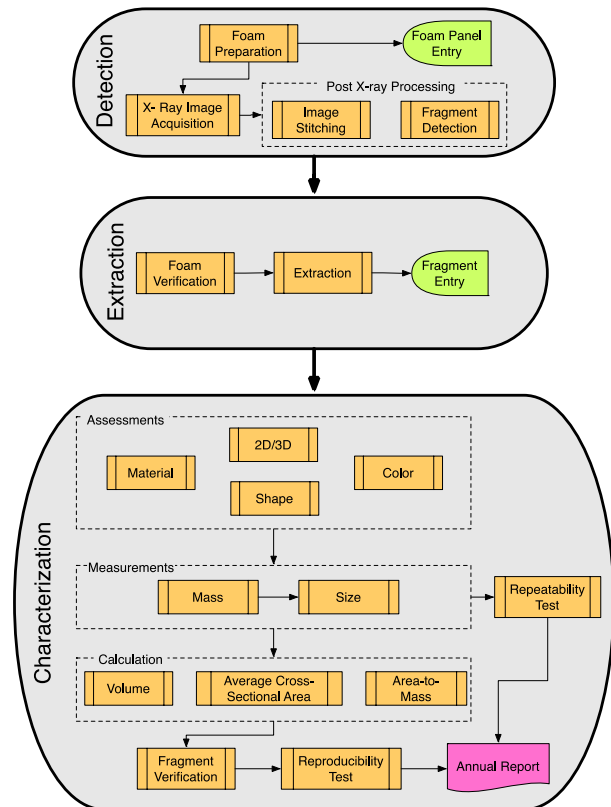 Detection
Foam
Preparation
Foam Panel
Entry
X- Ray Image
Acquisition
Post X-ray Processing
Image
Stitching
Fragment
Detection
Extraction
Foam
Verification
Extraction
Fragment
Entry
Characterization
Assessments
2D/3D
Material
Color
Shape
Measurements
Mass
Size
Repeatability
Test
Calculation
Volume
Average Cross-
Sectional Area
Area-to-
Mass
Fragment
Verification
Reproducibility
Test
Annual Report